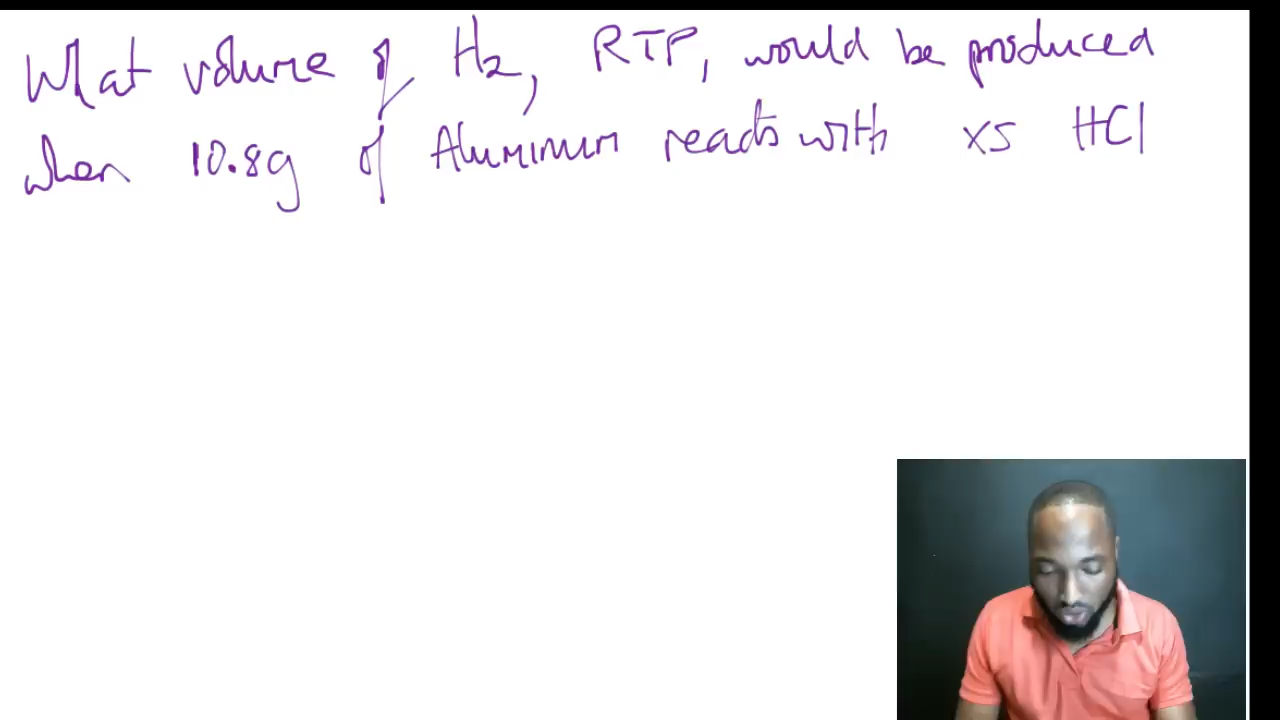 What volume of H₂, RTP, would be produced
when 10.8g of Aluminum reacts with xs HCl